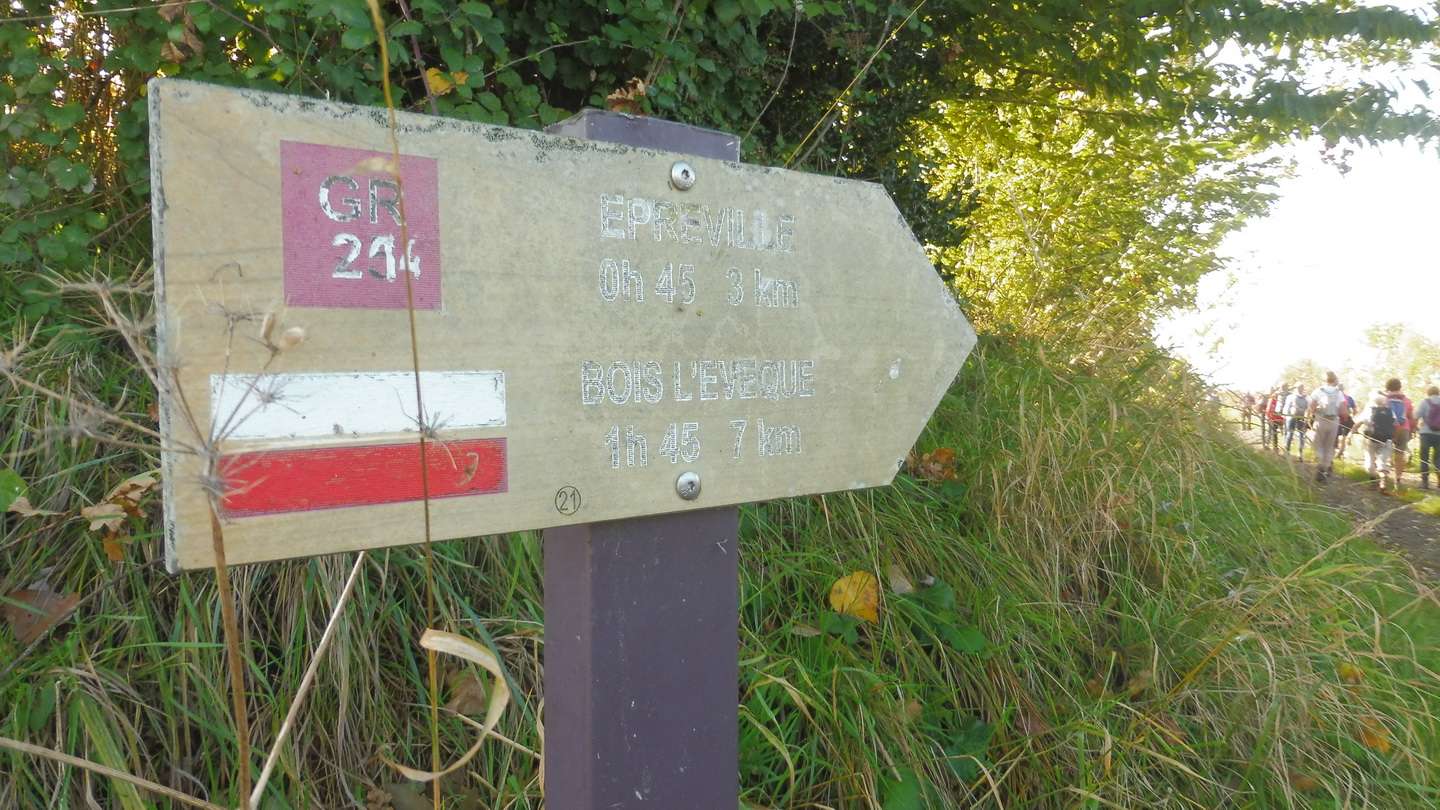 GR
214
EPREVILLE
0h 45 3 km
BOIS L'EVEQUE
1h 45 7 km
21